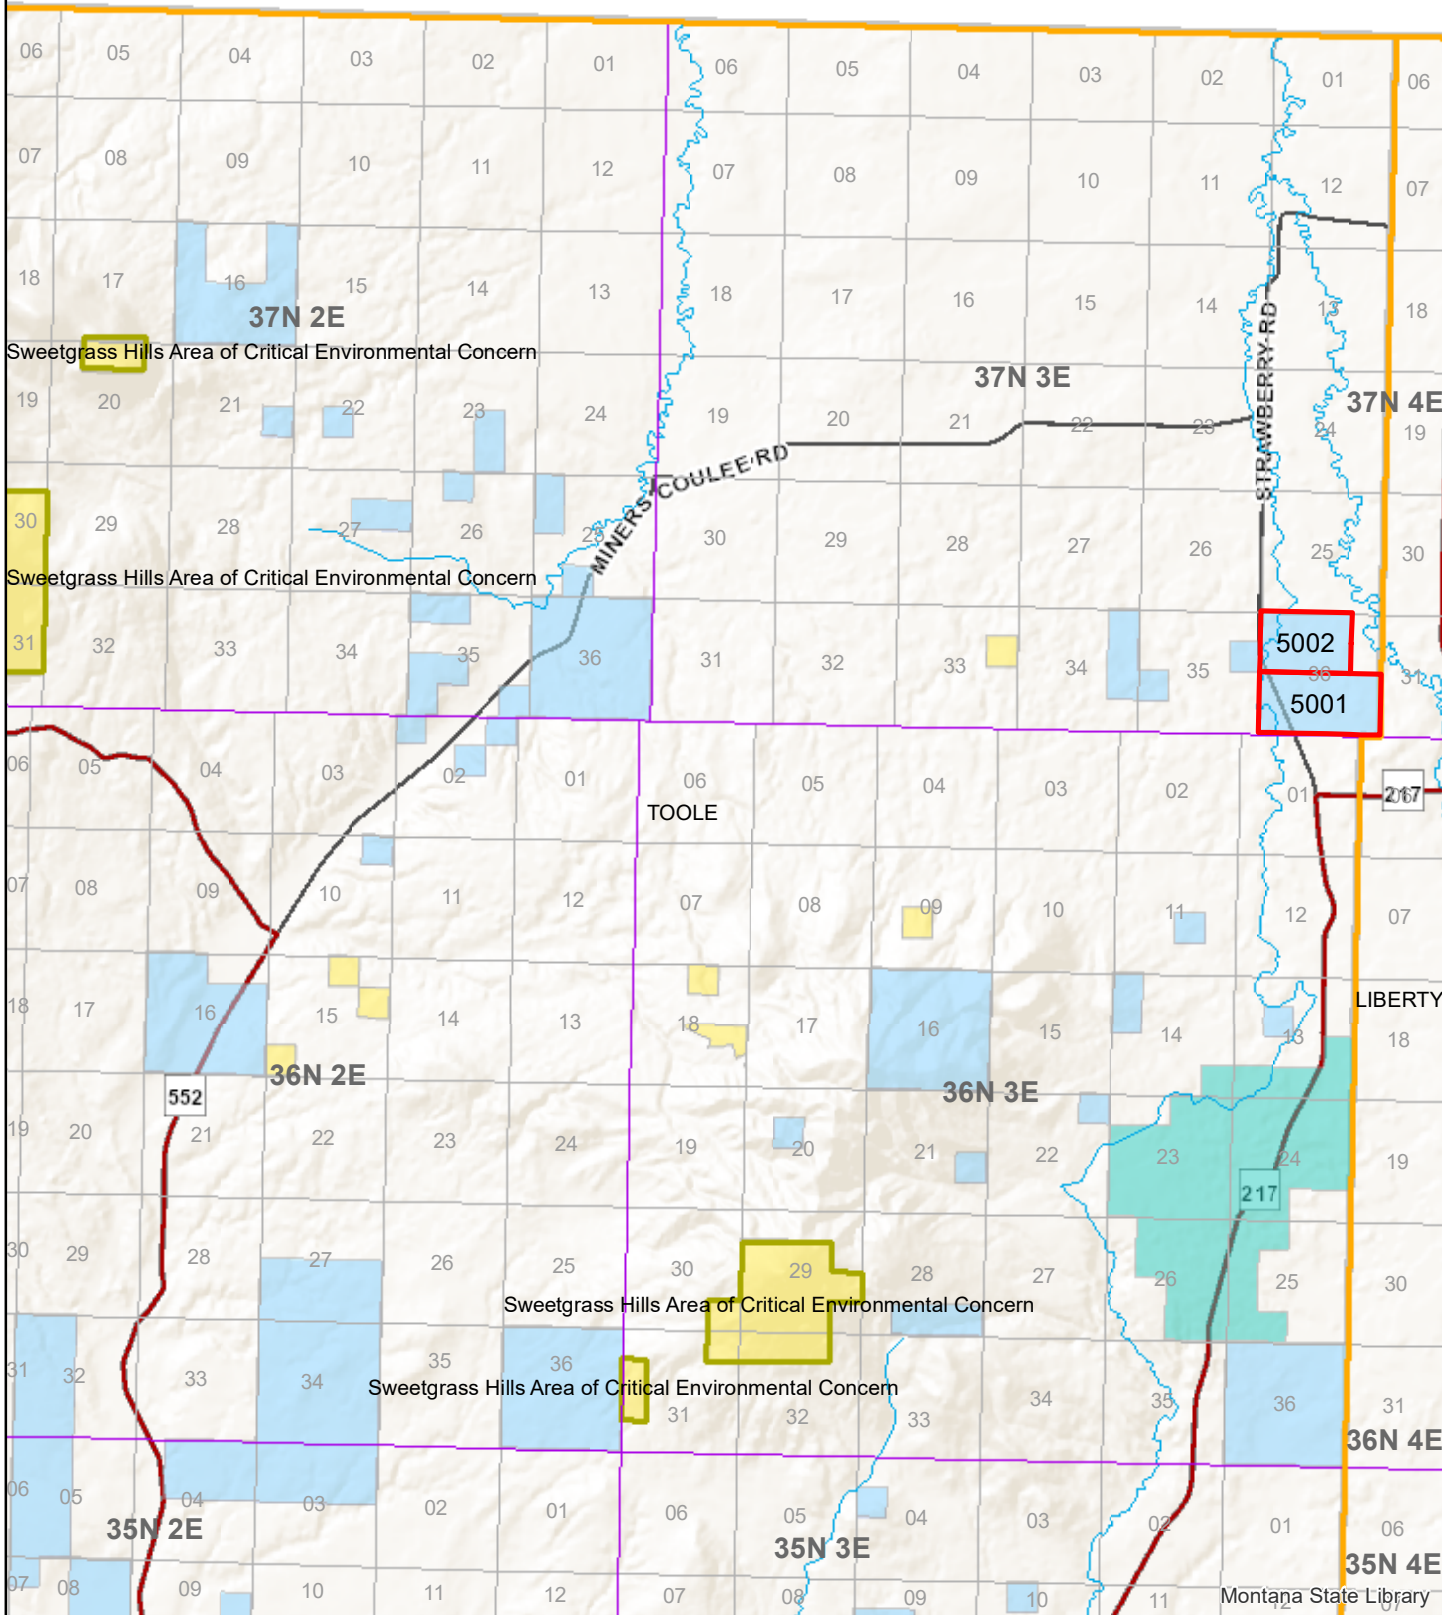 06 05 04 03 02 01 06 05 04 03 02 01 06
07 08 09 10 11 12 07 08 09 10 11 12 07
18 17 16 15 14 13 18 17 16 15 14 13 18
37N 2E
Sweetgrass Hills Area of Critical Environmental Concern
37N 3E
37N 4E
19 20 21 22 23 24 19 20 21 22 23 24 19
STRAWBERRY RD
MINERS COULEE RD
30 29 28 27 26 25 30 29 28 27 26 25 30
Sweetgrass Hills Area of Critical Environmental Concern
31 32 33 34 35 36 31 32 33 34 35 36 31
5002
5001
06 05 04 03 02 01 06 05 04 03 02 01 06
217
TOOLE
07 08 09 10 11 12 07 08 09 10 11 12 07
LIBERTY
18 17 16 15 14 13 18 17 16 15 14 13 18
36N 2E
36N 3E
552
19 20 21 22 23 24 19 20 21 22 23 24 19
217
30 29 28 27 26 25 30 29 28 27 26 25 30
Sweetgrass Hills Area of Critical Environmental Concern
31 32 33 34 35 36 31 32 33 34 35 36 31
Sweetgrass Hills Area of Critical Environmental Concern
36N 4E
06 05 04 03 02 01 06 05 04 03 02 01 06
35N 2E
35N 3E
35N 4E
07 08 09 10 11 12 07 08 09 10 11 12 07
Montana State Library